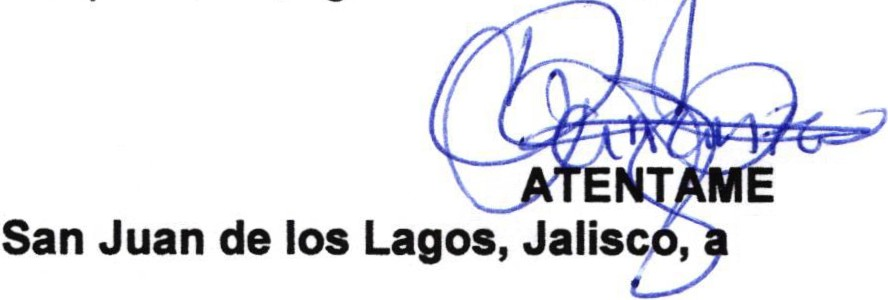 ATENTAME
San Juan de los Lagos, Jalisco, a